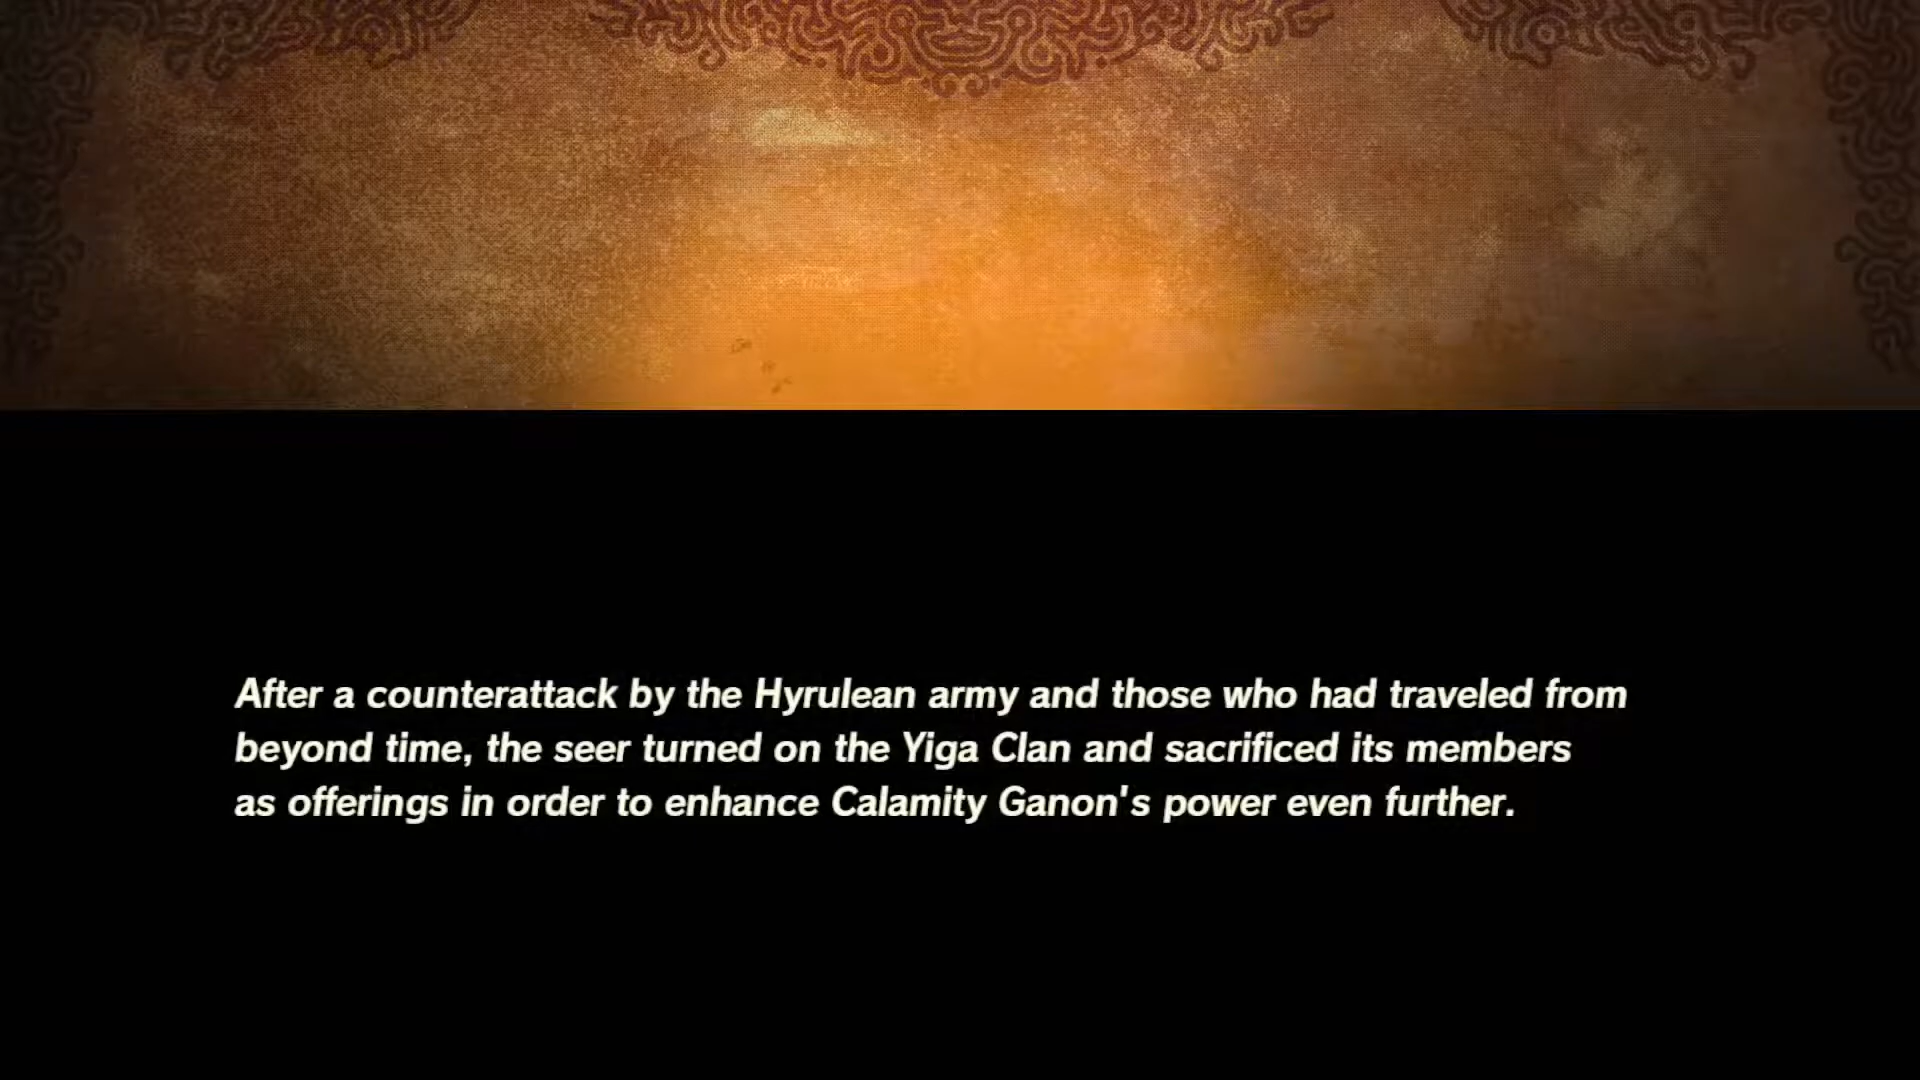 After a counterattack by the Hyrulean army and those who had traveled from
beyond time, the seer turned on the Yiga Clan and sacrificed its members
as offerings in order to enhance Calamity Ganon's power even further.